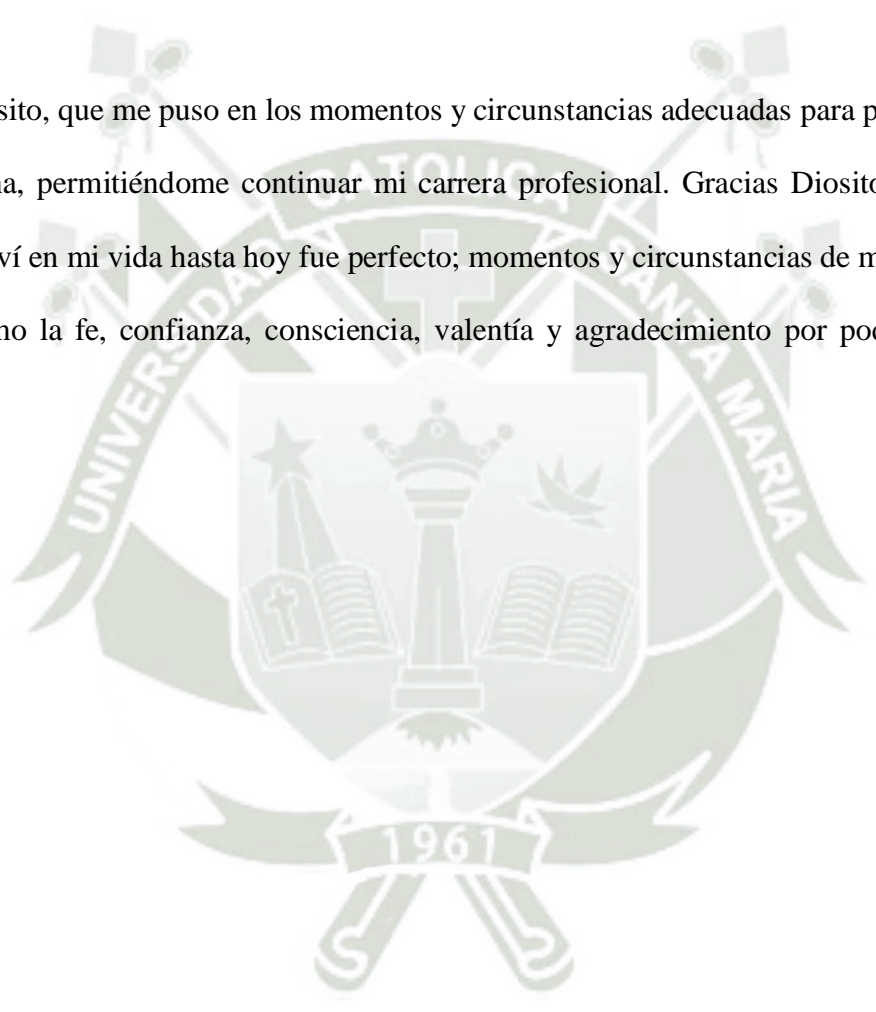 sito, que me puso en los momentos y circunstancias adecuadas para p
na, permitiéndome continuar mi carrera profesional. Gracias Diosito
ví en mi vida hasta hoy fue perfecto; momentos y circunstancias de m
no la fe, confianza, consciencia, valentía y agradecimiento por poc
UNIVERSIDAD CATOLICA SANTA MARIA
1961